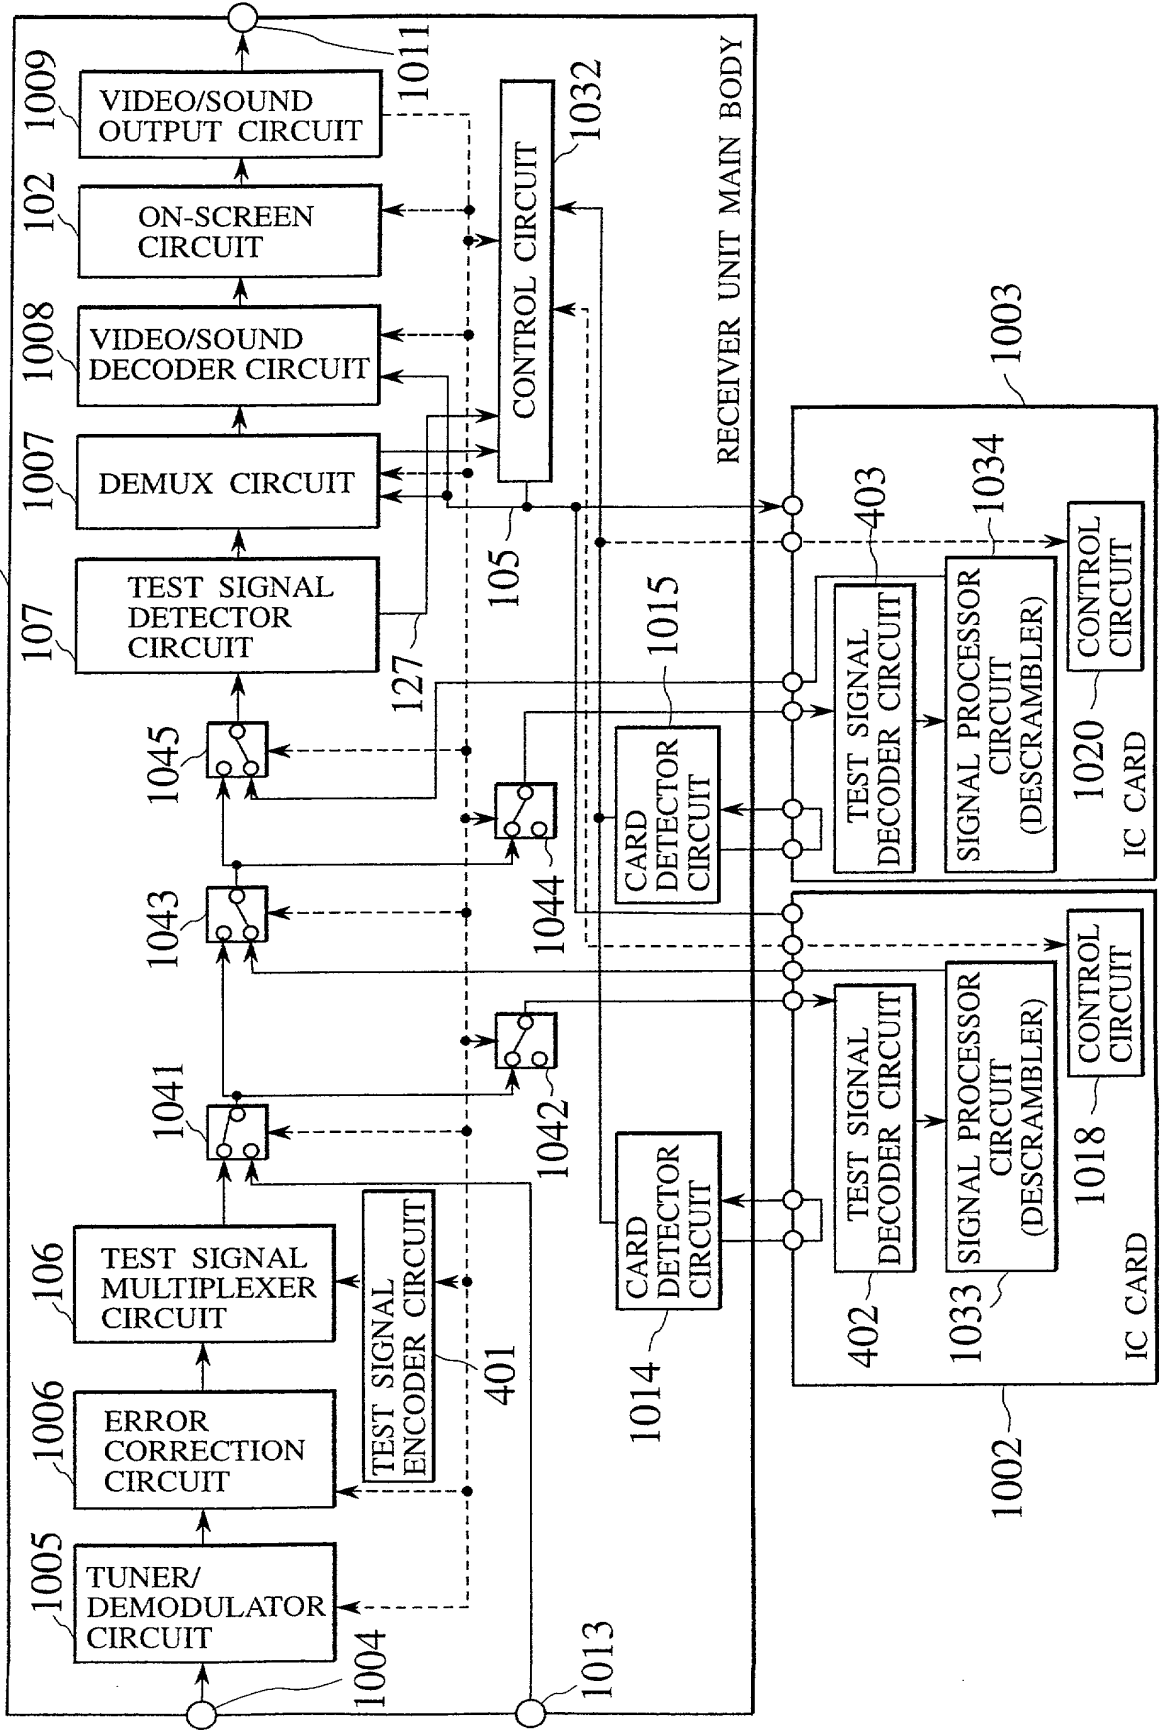 1009
VIDEO/SOUND
OUTPUT CIRCUIT
1011
102
ON-SCREEN
CIRCUIT
1008
VIDEO/SOUND
DECODER CIRCUIT
1007
DEMUX CIRCUIT
107
TEST SIGNAL
DETECTOR
CIRCUIT
127
105
CONTROL CIRCUIT
1032
RECEIVER UNIT MAIN BODY
1045
1043
1044
1041
1042
106
TEST SIGNAL
MULTIPLEXER
CIRCUIT
TEST SIGNAL
ENCODER CIRCUIT
401
1006
ERROR
CORRECTION
CIRCUIT
1005
TUNER/
DEMODULATOR
CIRCUIT
1004
1013
CARD
DETECTOR
CIRCUIT
1015
CARD
DETECTOR
CIRCUIT
1014
1003
403
TEST SIGNAL
DECODER CIRCUIT
1034
SIGNAL PROCESSOR
CIRCUIT
(DESCRAMBLER)
CONTROL
CIRCUIT
1020
IC CARD
TEST SIGNAL
DECODER CIRCUIT
402
SIGNAL PROCESSOR
CIRCUIT
(DESCRAMBLER)
1033
CONTROL
CIRCUIT
1018
IC CARD
1002